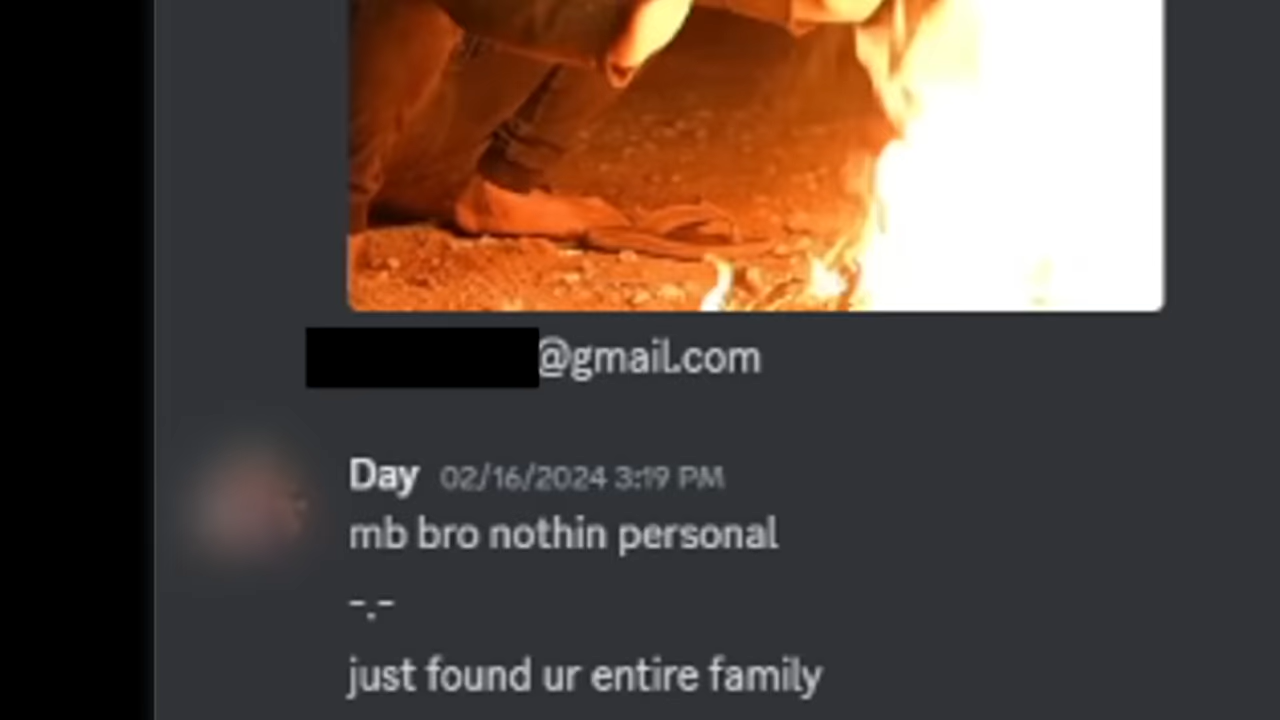 @gmail.com
Day 02/16/2024 3:19 PM
mb bro nothin personal
-.-
just found ur entire family